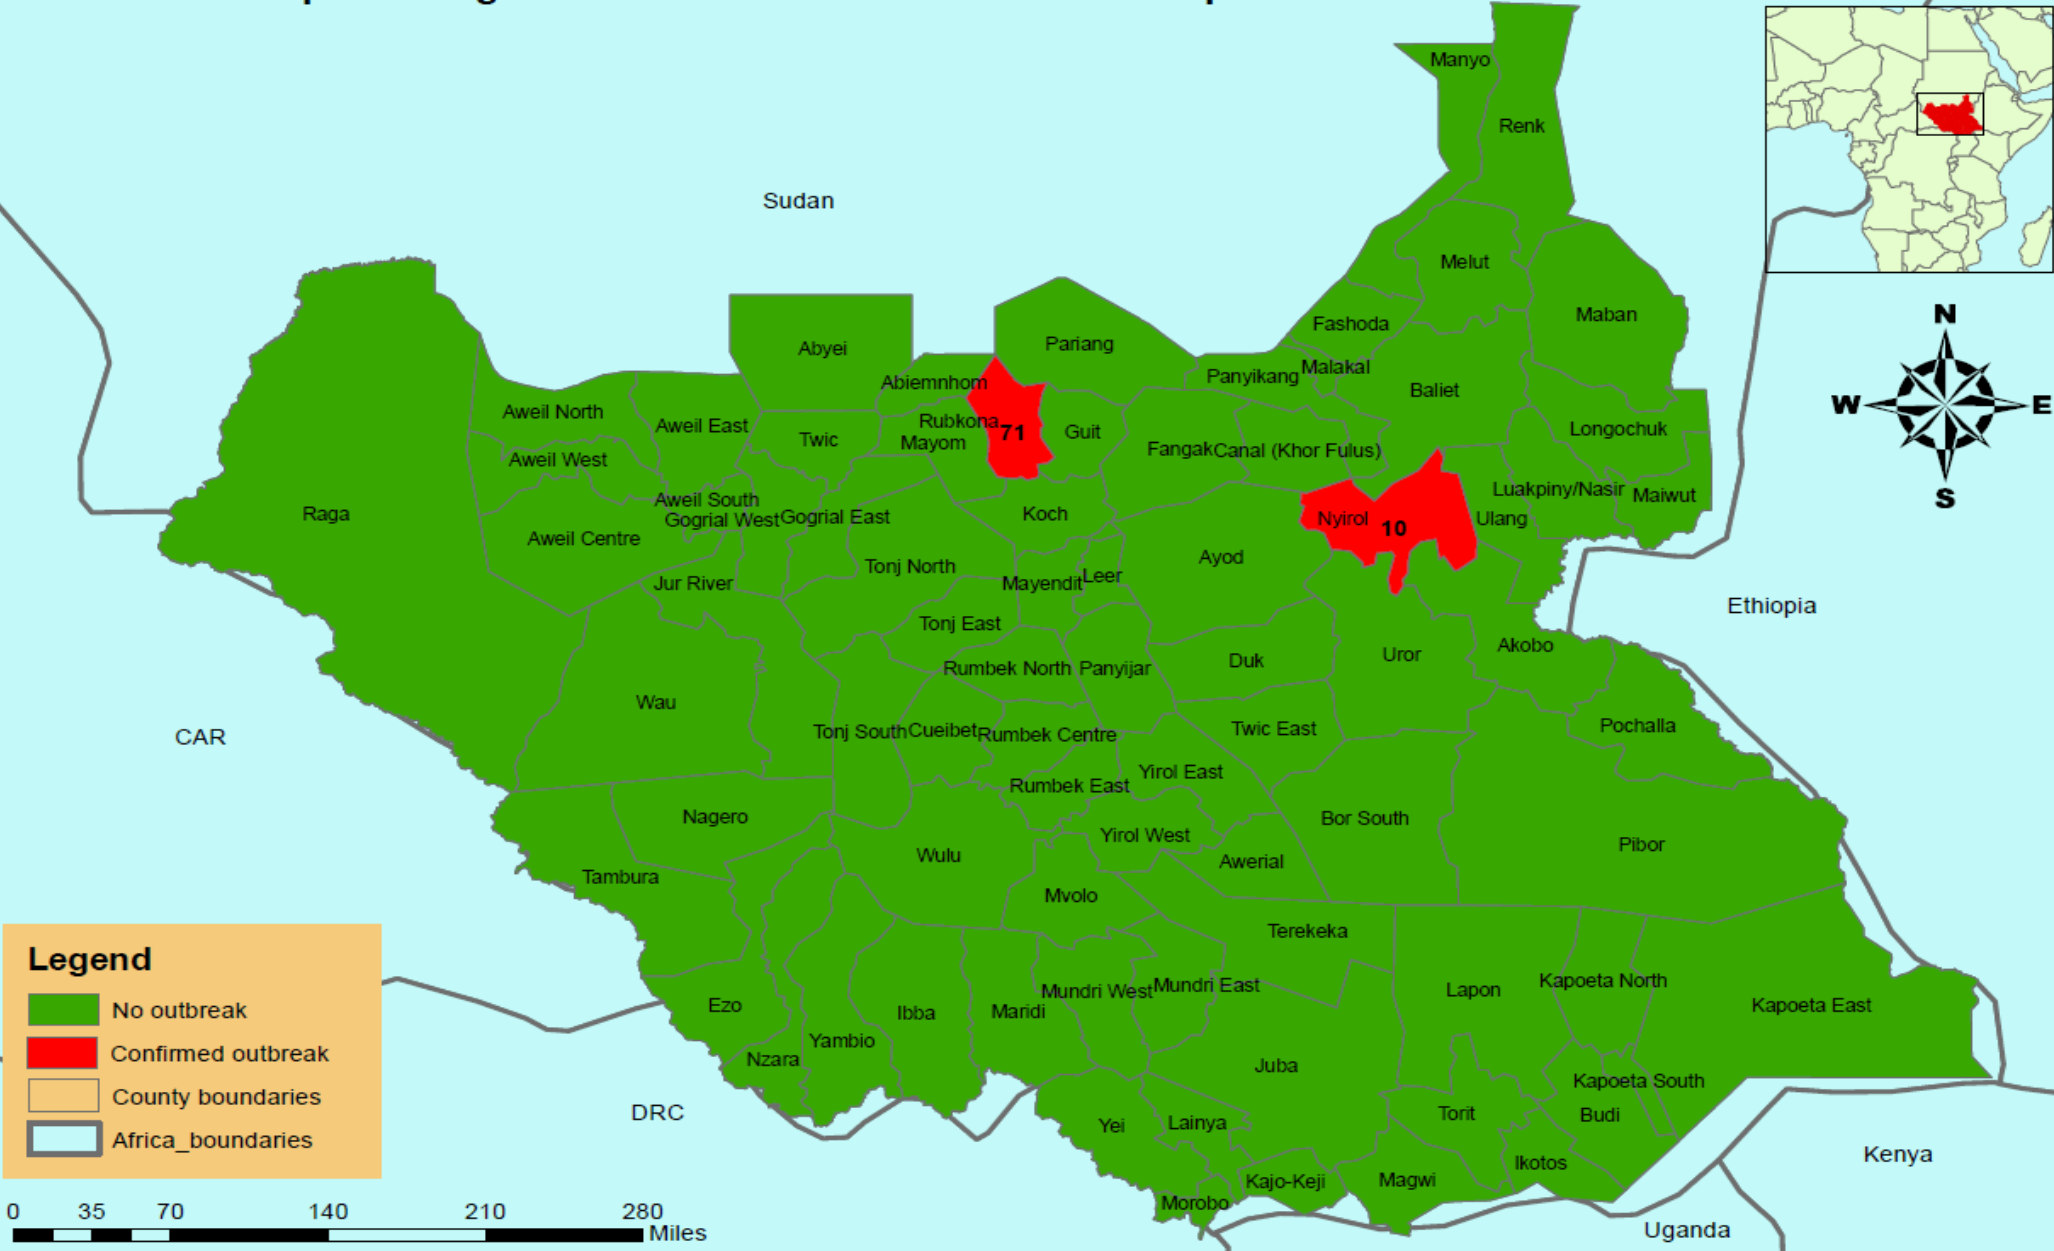 Manyo
Renk
Sudan
Melut
Maban
Fashoda
Abyei
Pariang
Malakal
Panyikang
Abiemnhom
Baliet
N
W
E
S
Aweil North
Aweil East
Twic
Rubkona
Mayom
71
Guit
Fangak
Canal (Khor Fulus)
Longochuk
Aweil West
Luakpiny/Nasir
Maiwut
Raga
Aweil South
Gogrial West
Gogrial East
Koch
Nyirol
10
Ulang
Aweil Centre
Ayod
Tonj North
Jur River
Mayendit
Leer
Ethiopia
Tonj East
Uror
Akobo
Rumbek North
Panyijar
Duk
Wau
CAR
Tonj South
Cueibet
Rumbek Centre
Twic East
Pochalla
Yirol East
Rumbek East
Nagero
Bor South
Yirol West
Pibor
Wulu
Awerial
Tambura
Mvolo
Terekeka
Mundri West
Mundri East
Lapon
Kapoeta North
Kapoeta East
Ezo
Ibba
Maridi
Yambio
Nzara
Juba
Kapoeta South
DRC
Yei
Lainya
Torit
Budi
Kenya
Ikotos
Kajo-Keji
Magwi
Morobo
Uganda
Legend
No outbreak
Confirmed outbreak
County boundaries
Africa_boundaries
0 35 70 140 210 280
Miles